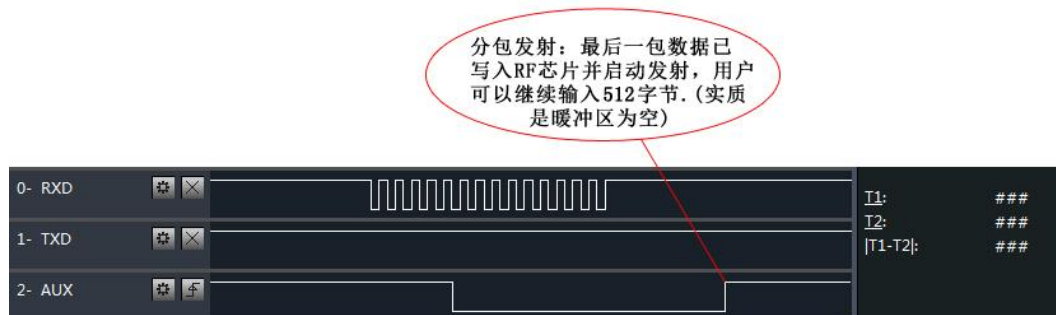 分包发射：最后一包数据已
写入RF芯片并启动发射，用户
可以继续输入512字节.(实质
是暖冲区为空)
0- RXD
T1: ###
T2: ###
1- TXD
|T1-T2|: ###
2- AUX